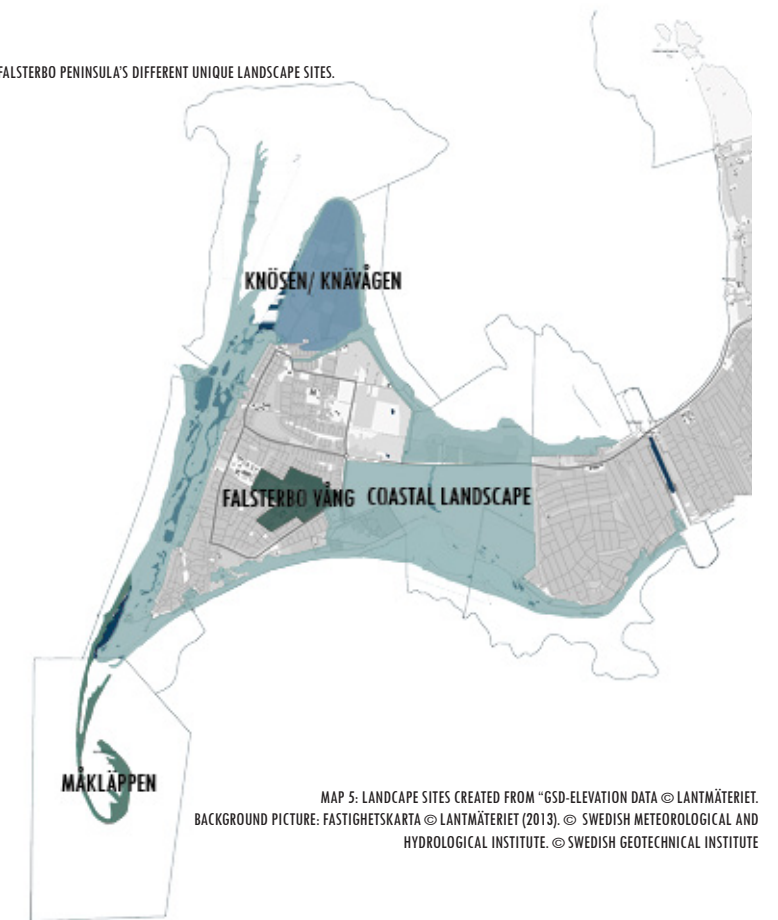 FALSTERBO PENINSULA'S DIFFERENT UNIQUE LANDSCAPE SITES.
KNÖSEN/ KNÄVÅGEN
FALSTERBO VÅNG
COASTAL LANDSCAPE
MÅKLÄPPEN
MAP 5: LANDCAPE SITES CREATED FROM “GSD-ELEVATION DATA © LANTMÄTERIET.
BACKGROUND PICTURE: FASTIGHETSKARTA © LANTMÄTERIET (2013). © SWEDISH METEOROLOGICAL AND
HYDROLOGICAL INSTITUTE. © SWEDISH GEOTECHNICAL INSTITUTE